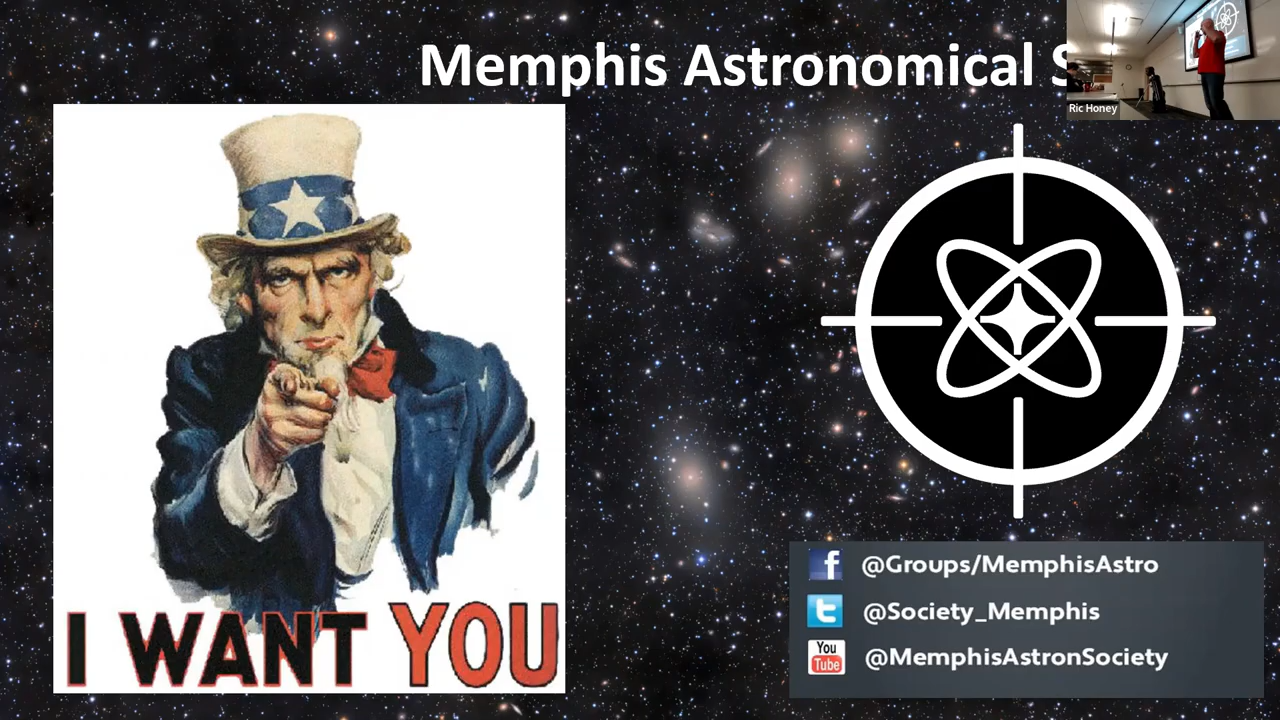 Memphis Astronomical S
Ric Honey
I WANT YOU
f @Groups/MemphisAstro
t @Society_Memphis
You Tube @MemphisAstronSociety